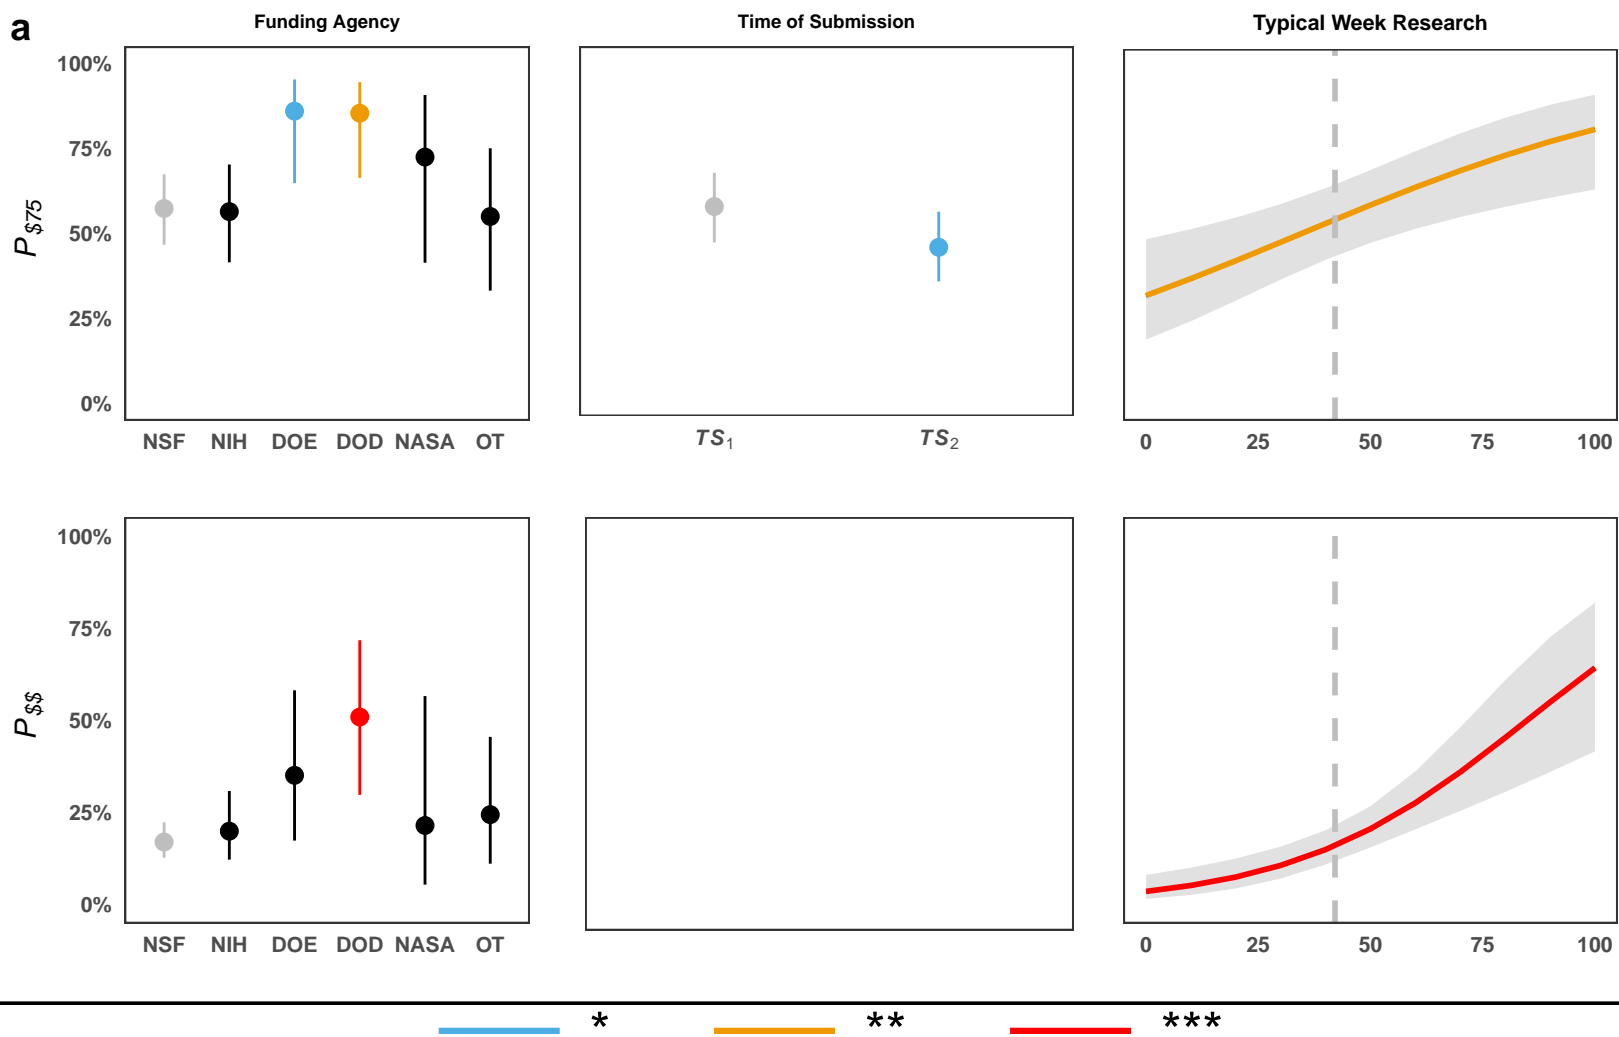 a
Funding Agency
Time of Submission
Typical Week Research
P$75
100%
75%
50%
25%
0%
NSF NIH DOE DOD NASA OT
TS1 TS2
0 25 50 75 100
P$$
100%
75%
50%
25%
0%
NSF NIH DOE DOD NASA OT
0 25 50 75 100
* ** ***